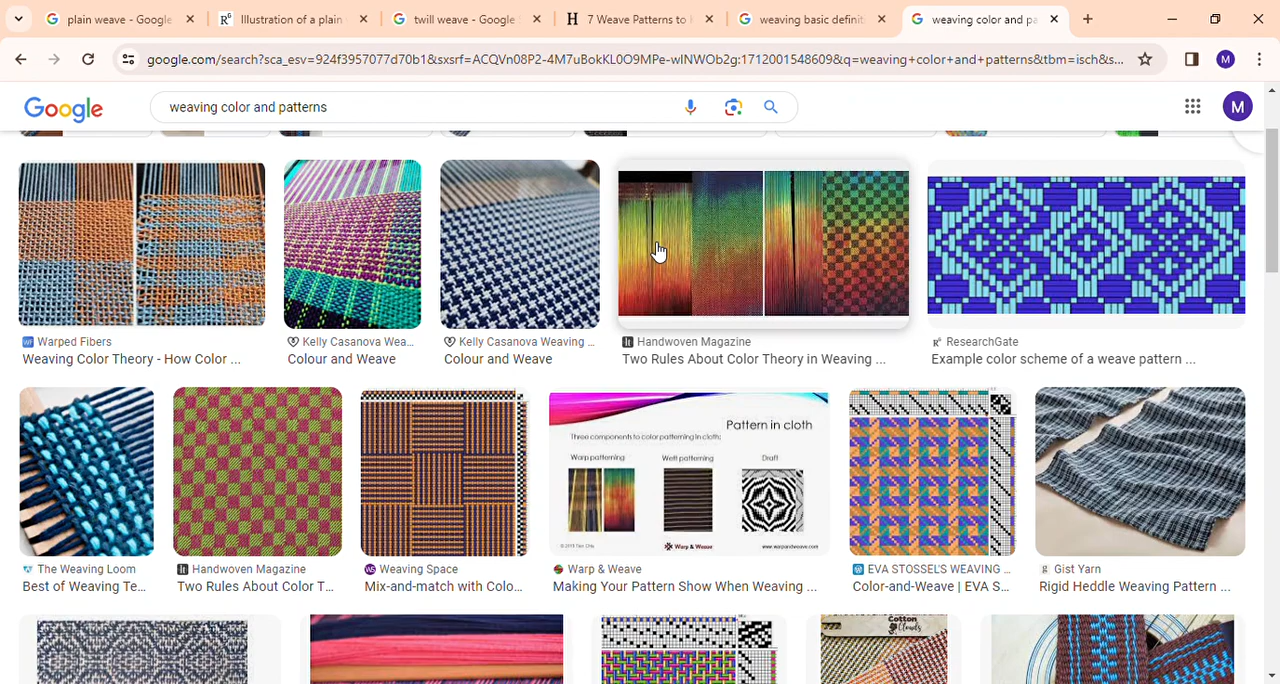 plain weave - Google
Illustration of a plain
twill weave - Google
7 Weave Patterns to
weaving basic definit
weaving color and pa
google.com/search?sca_esv=924f3957077d70b1&sxsrf=ACQVn08P2-4M7uBokKL0O9MPe-wlNWOb2g:1712001548609&q=weaving+color+and+patterns&tbm=isch&s...
M
Google
weaving color and patterns
M
Warped Fibers
Weaving Color Theory - How Color ...
Kelly Casanova Wea...
Colour and Weave
Kelly Casanova Weaving ...
Colour and Weave
Handwoven Magazine
Two Rules About Color Theory in Weaving ...
ResearchGate
Example color scheme of a weave pattern ...
Pattern in cloth
Three components to color patterning in cloth:
Warp patterning
Weft patterning
Draft
Warp & Weave
www.warpandweave.com
The Weaving Loom
Best of Weaving Te...
Handwoven Magazine
Two Rules About Color T...
Weaving Space
Mix-and-match with Colo...
Warp & Weave
Making Your Pattern Show When Weaving ...
EVA STOSSEL'S WEAVING ...
Color-and-Weave | EVA S...
Gist Yarn
Rigid Heddle Weaving Pattern ...
Cotton
Clouds